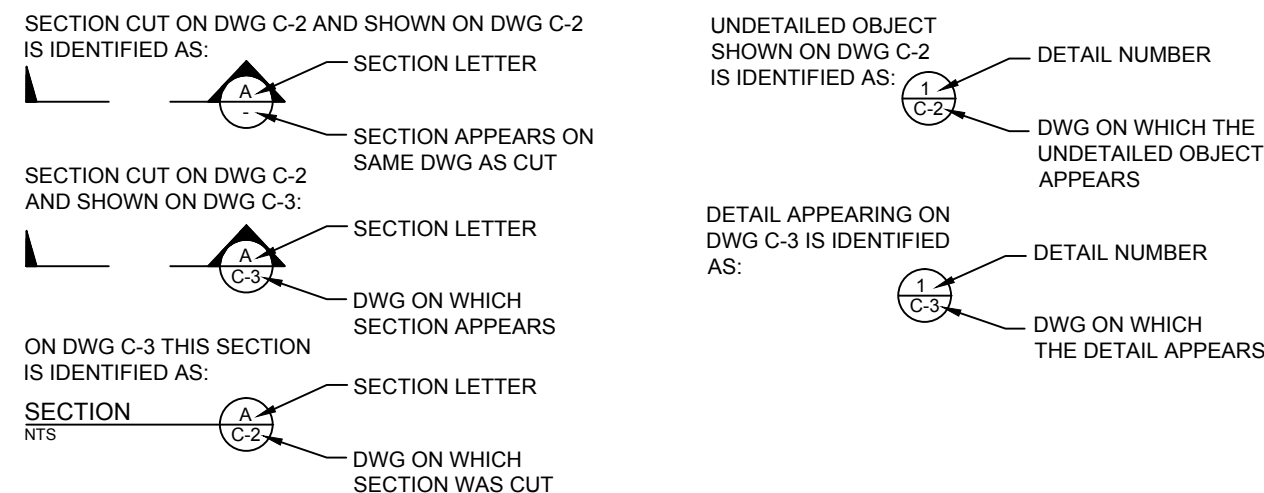 SECTION CUT ON DWG C-2 AND SHOWN ON DWG C-2
IS IDENTIFIED AS:
SECTION LETTER
A
-
SECTION APPEARS ON
SAME DWG AS CUT
SECTION CUT ON DWG C-2
AND SHOWN ON DWG C-3:
SECTION LETTER
A
C-3
DWG ON WHICH
SECTION APPEARS
ON DWG C-3 THIS SECTION
IS IDENTIFIED AS:
SECTION LETTER
SECTION
NTS
A
C-2
DWG ON WHICH
SECTION WAS CUT
UNDETAILED OBJECT
SHOWN ON DWG C-2
IS IDENTIFIED AS:
DETAIL NUMBER
1
C-2
DWG ON WHICH THE
UNDETAILED OBJECT
APPEARS
DETAIL APPEARING ON
DWG C-3 IS IDENTIFIED
AS:
DETAIL NUMBER
1
C-3
DWG ON WHICH
THE DETAIL APPEARS